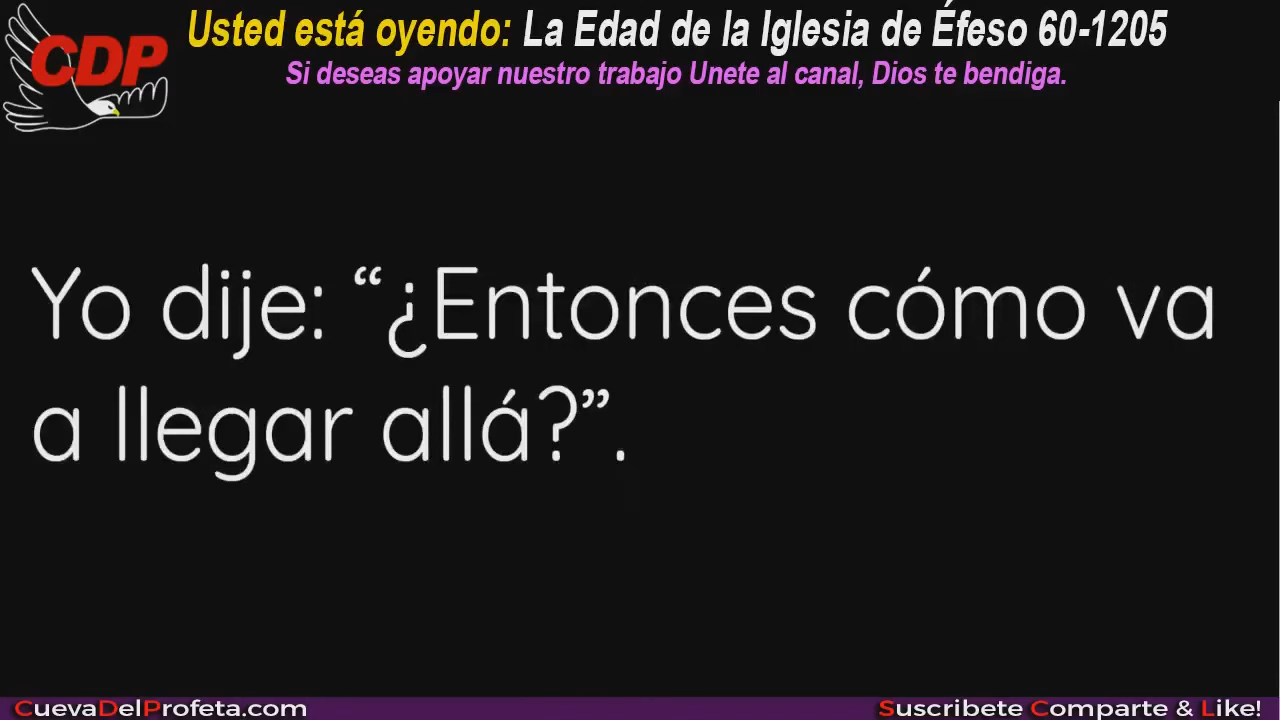 CDP
Usted está oyendo: La Edad de la Iglesia de Éfeso 60-1205
Si deseas apoyar nuestro trabajo Unete al canal, Dios te bendiga.
Yo dije: “¿Entonces cómo va
a llegar allá?”.
CuevaDelProfeta.com
Suscribete Comparte & Like!